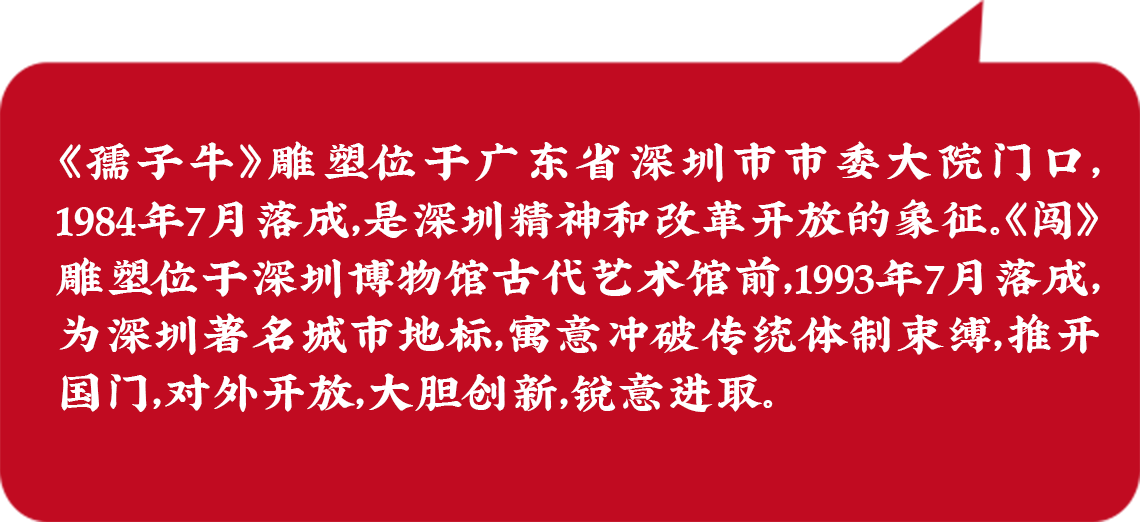 《孺子牛》雕塑位于广东省深圳市市委大院门口,
1984年7月落成,是深圳精神和改革开放的象征。《闯》
雕塑位于深圳博物馆古代艺术馆前,1993年7月落成,
为深圳著名城市地标,寓意冲破传统体制束缚,推开
国门,对外开放,大胆创新,锐意进取。